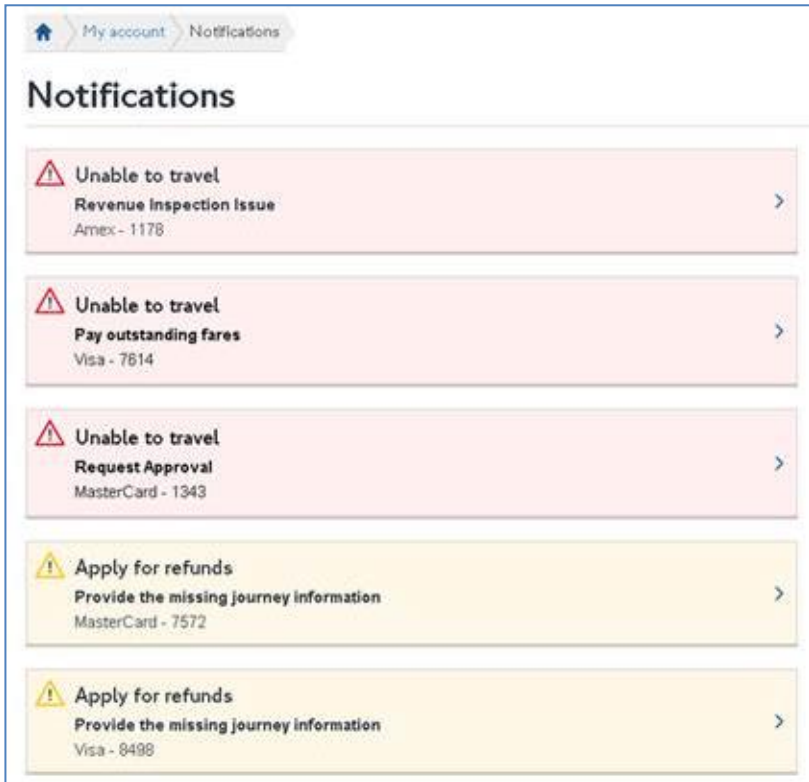 My account Notifications
Notifications
Unable to travel
Revenue Inspection Issue
Amex - 1178
Unable to travel
Pay outstanding fares
Visa - 7614
Unable to travel
Request Approval
MasterCard - 1343
Apply for refunds
Provide the missing journey information
MasterCard - 7572
Apply for refunds
Provide the missing journey information
Visa - 8498